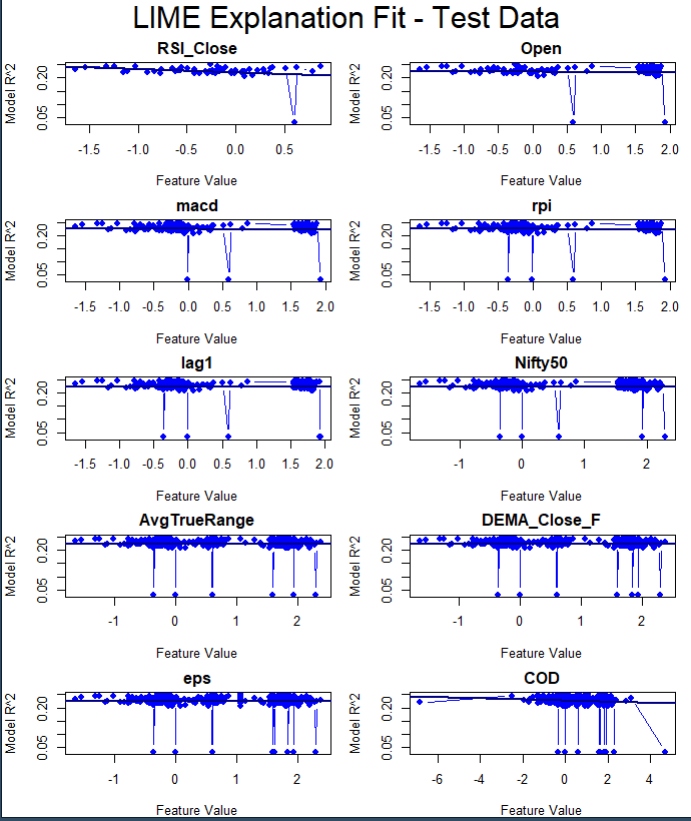 LIME Explanation Fit - Test Data
RSI_Close
Model R^2
0.20
0.05
-1.5 -1.0 -0.5 0.0 0.5
Feature Value
Open
Model R^2
0.20
0.05
-1.5 -1.0 -0.5 0.0 0.5 1.0 1.5 2.0
Feature Value
macd
Model R^2
0.20
0.05
-1.5 -1.0 -0.5 0.0 0.5 1.0 1.5 2.0
Feature Value
rpi
Model R^2
0.20
0.05
-1.5 -1.0 -0.5 0.0 0.5 1.0 1.5 2.0
Feature Value
lag1
Model R^2
0.20
0.05
-1.5 -1.0 -0.5 0.0 0.5 1.0 1.5 2.0
Feature Value
Nifty50
Model R^2
0.20
0.05
-1 0 1 2
Feature Value
AvgTrueRange
Model R^2
0.20
0.05
-1 0 1 2
Feature Value
DEMA_Close_F
Model R^2
0.20
0.05
-1 0 1 2
Feature Value
eps
Model R^2
0.20
0.05
-1 0 1 2
Feature Value
COD
Model R^2
0.20
0.05
-6 -4 -2 0 2 4
Feature Value